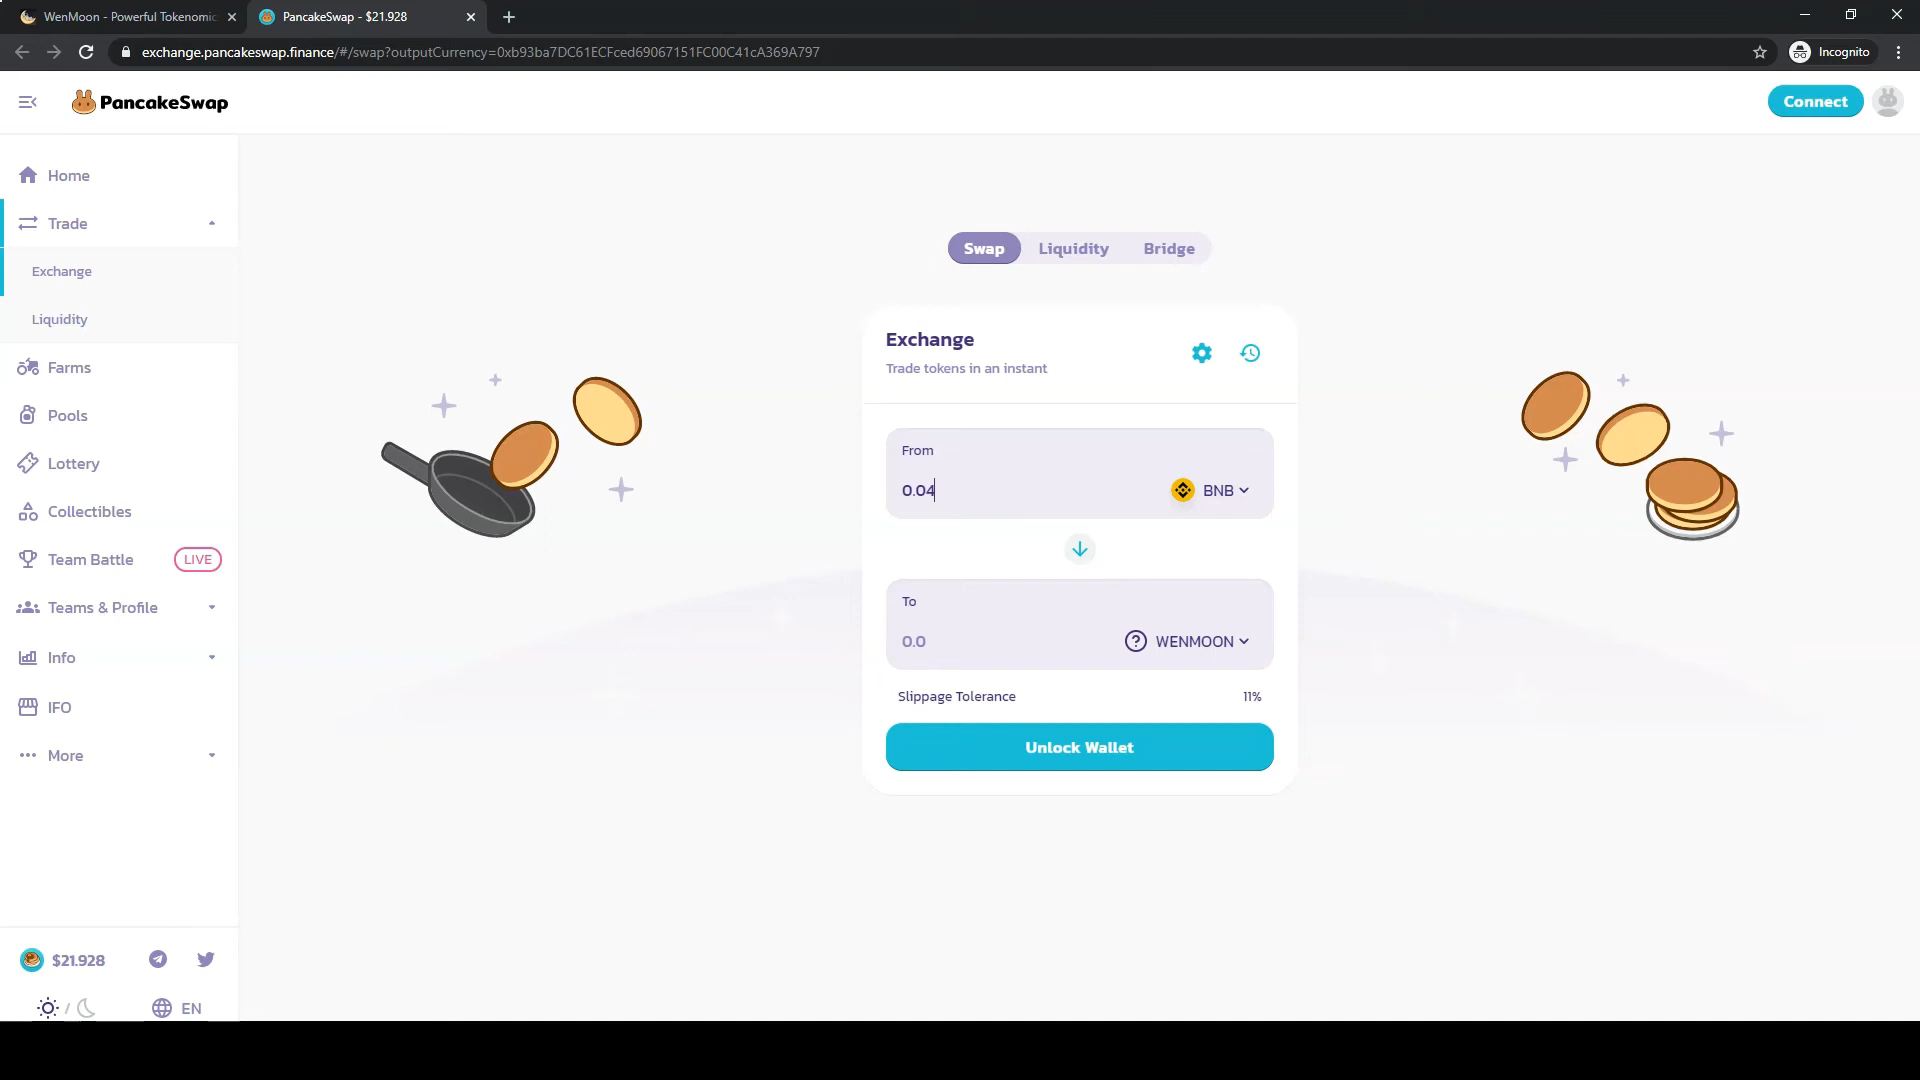 WenMoon - Powerful Tokenomic
PancakeSwap - $21.928
exchange.pancakeswap.finance/#/swap?outputCurrency=0xb93ba7DC61ECFced69067151FC00C41cA369A797
Incognito
PancakeSwap
Connect
Home
Trade
Exchange
Liquidity
Farms
Pools
Lottery
Collectibles
Team Battle
LIVE
Teams & Profile
Info
IFO
More
$21.928
/
EN
Swap
Liquidity
Bridge
Exchange
Trade tokens in an instant
From
0.04
BNB
To
0.0
WENMOON
Slippage Tolerance
11%
Unlock Wallet